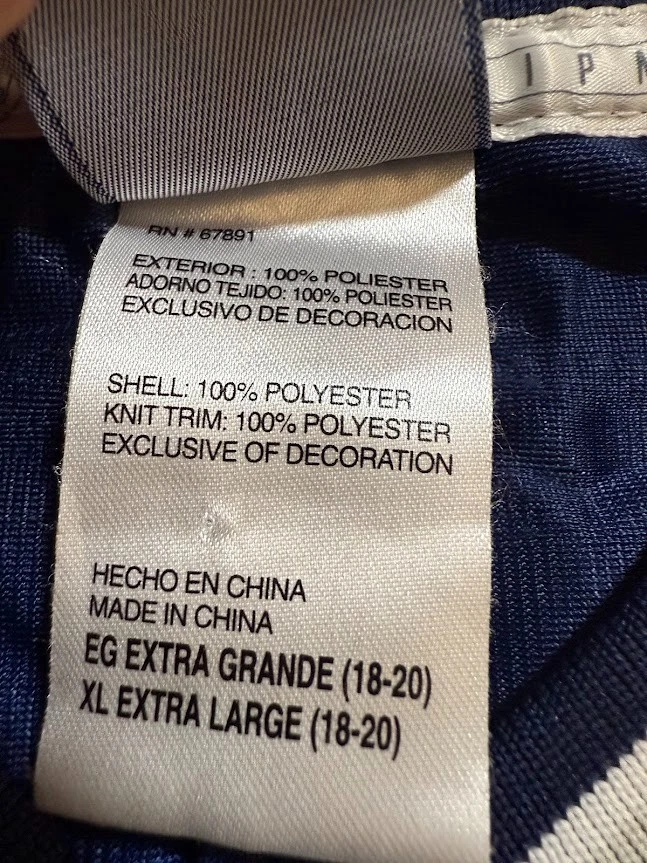 I P N
RN # 67891
EXTERIOR : 100% POLIESTER
ADORNO TEJIDO: 100% POLIESTER
EXCLUSIVO DE DECORACION
SHELL: 100% POLYESTER
KNIT TRIM: 100% POLYESTER
EXCLUSIVE OF DECORATION
HECHO EN CHINA
MADE IN CHINA
EG EXTRA GRANDE (18-20)
XL EXTRA LARGE (18-20)